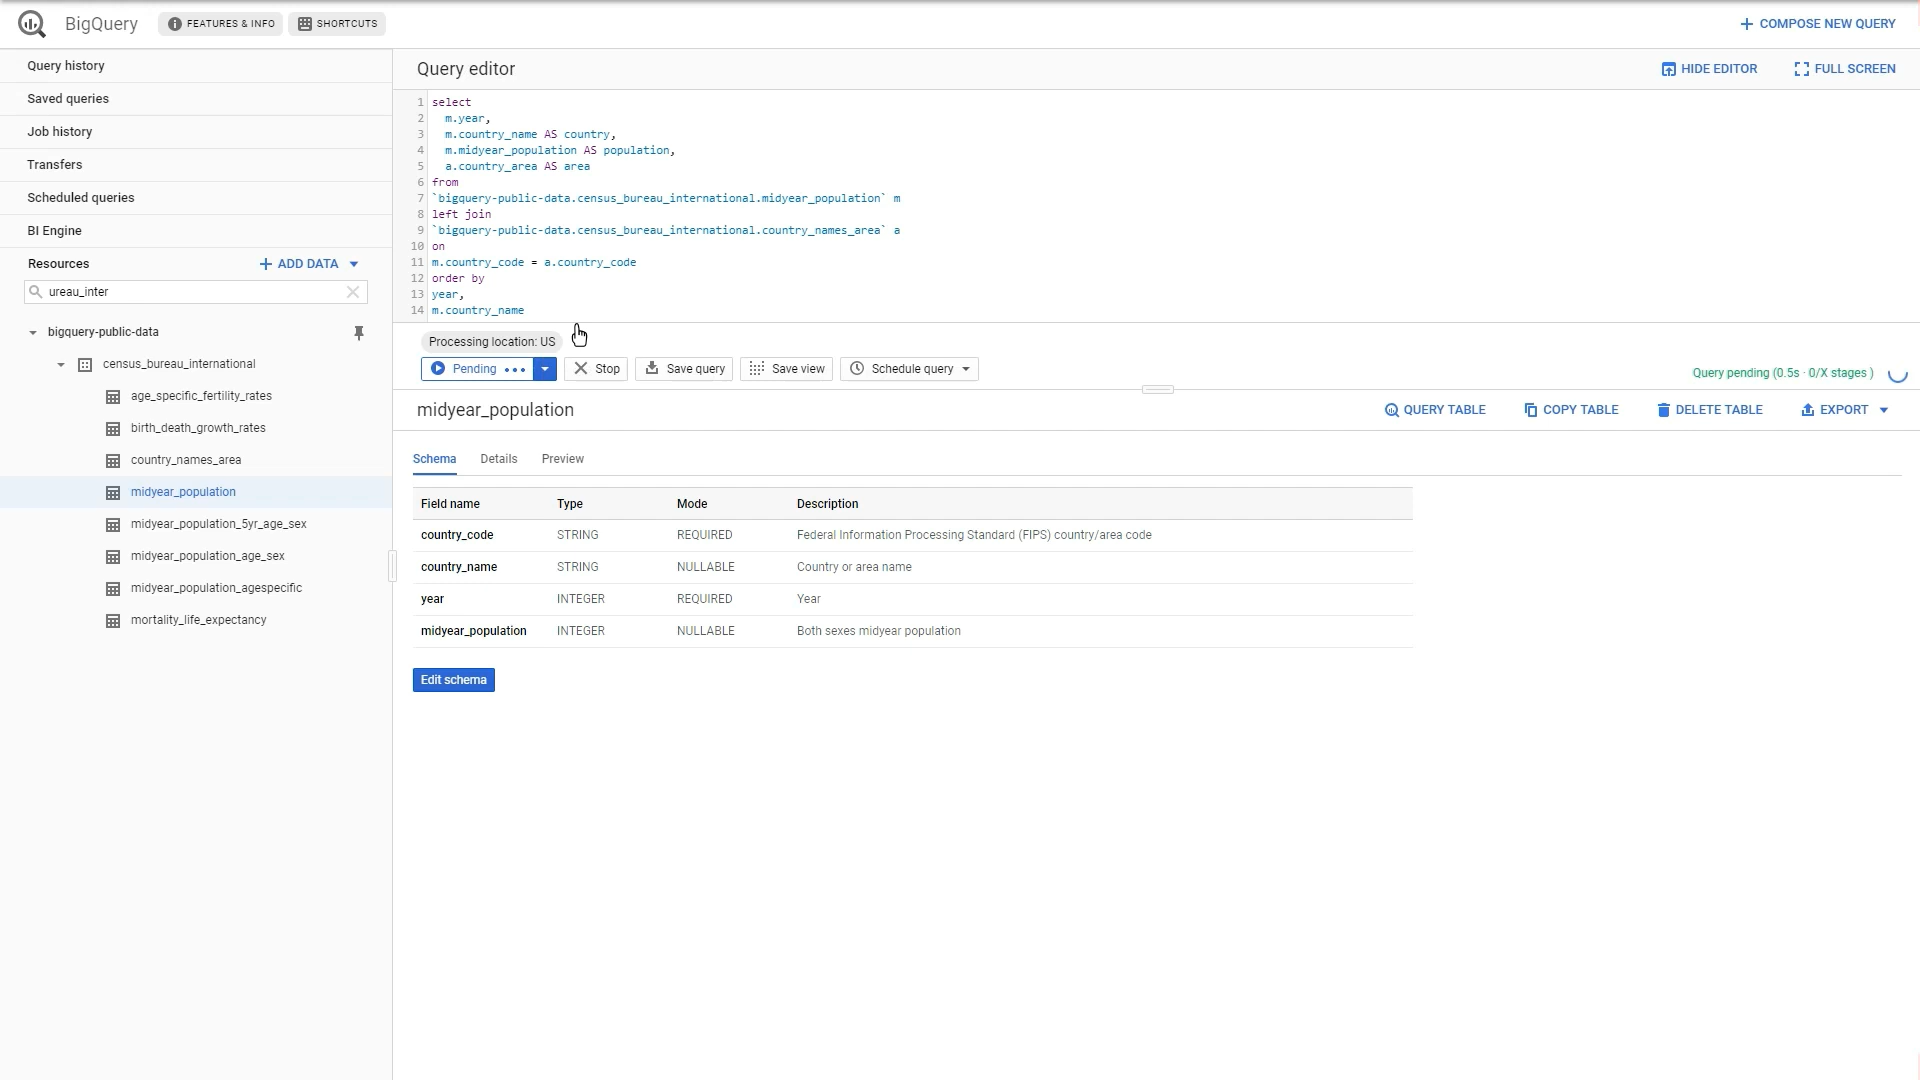 BigQuery FEATURES & INFO SHORTCUTS COMPOSE NEW QUERY
Query history
Saved queries
Job history
Transfers
Scheduled queries
BI Engine
Resources ADD DATA
ureau_inter
bigquery-public-data
census_bureau_international
age_specific_fertility_rates
birth_death_growth_rates
country_names_area
midyear_population
midyear_population_5yr_age_sex
midyear_population_age_sex
midyear_population_agespecific
mortality_life_expectancy
Query editor HIDE EDITOR FULL SCREEN
1 select
2 m.year,
3 m.country_name AS country,
4 m.midyear_population AS population,
5 a.country_area AS area
6 from
7 `bigquery-public-data.census_bureau_international.midyear_population` m
8 left join
9 `bigquery-public-data.census_bureau_international.country_names_area` a
10 on
11 m.country_code = a.country_code
12 order by
13 year,
14 m.country_name
Processing location: US
Pending Stop Save query Save view Schedule query Query pending (0.5s · 0/X stages )
midyear_population QUERY TABLE COPY TABLE DELETE TABLE EXPORT
Schema Details Preview
Field name Type Mode Description
country_code STRING REQUIRED Federal Information Processing Standard (FIPS) country/area code
country_name STRING NULLABLE Country or area name
year INTEGER REQUIRED Year
midyear_population INTEGER NULLABLE Both sexes midyear population
Edit schema